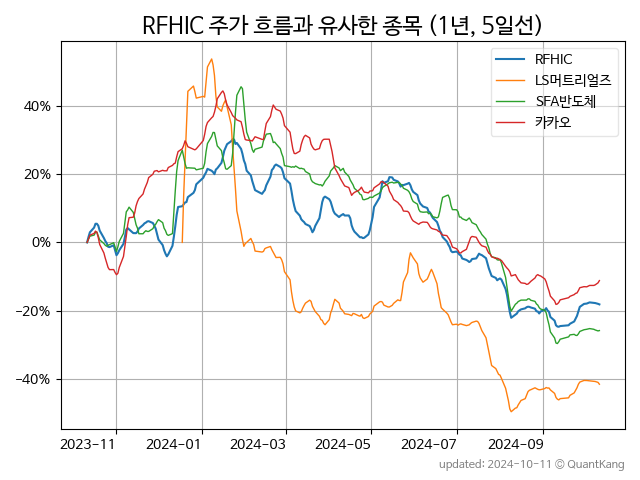 RFHIC 주가 흐름과 유사한 종목 (1년, 5일선)
RFHIC
LS머트리얼즈
SFA반도체
카카오
40%
20%
0%
−20%
−40%
2023-11
2024-01
2024-03
2024-05
2024-07
2024-09
updated: 2024-10-11 © QuantKang